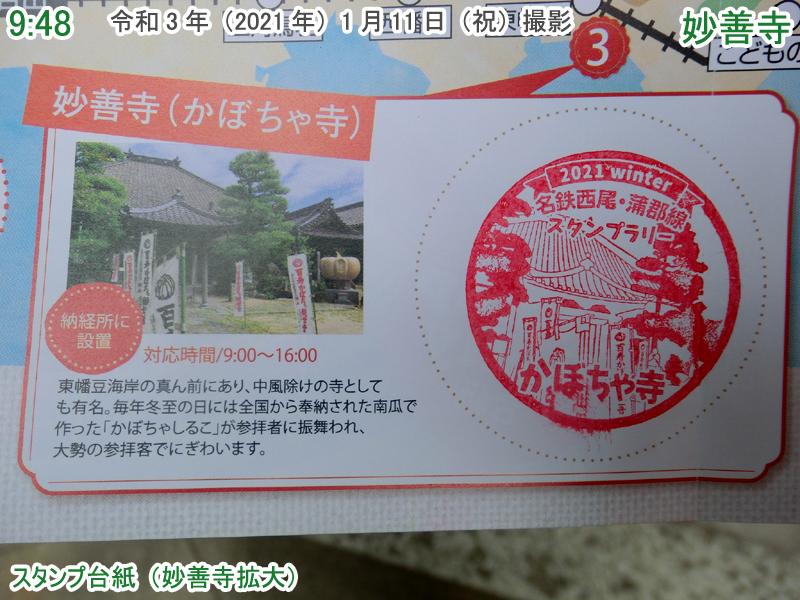 9:48
令和3年（2021年）1月11日（祝）撮影
妙善寺
こどもの
3
妙善寺(かぼちゃ寺)
2021 winter
名鉄西尾・蒲郡線
スタンプラリー
かぼちゃ寺
納経所に
設置
対応時間/9:00〜16:00
東幡豆海岸の真ん前にあり、中風除けの寺として
も有名。毎年冬至の日には全国から奉納された南瓜で
作った「かぼちゃしるこ」が参拝者に振舞われ、
大勢の参拝客でにぎわいます。
スタンプ台紙（妙善寺拡大）